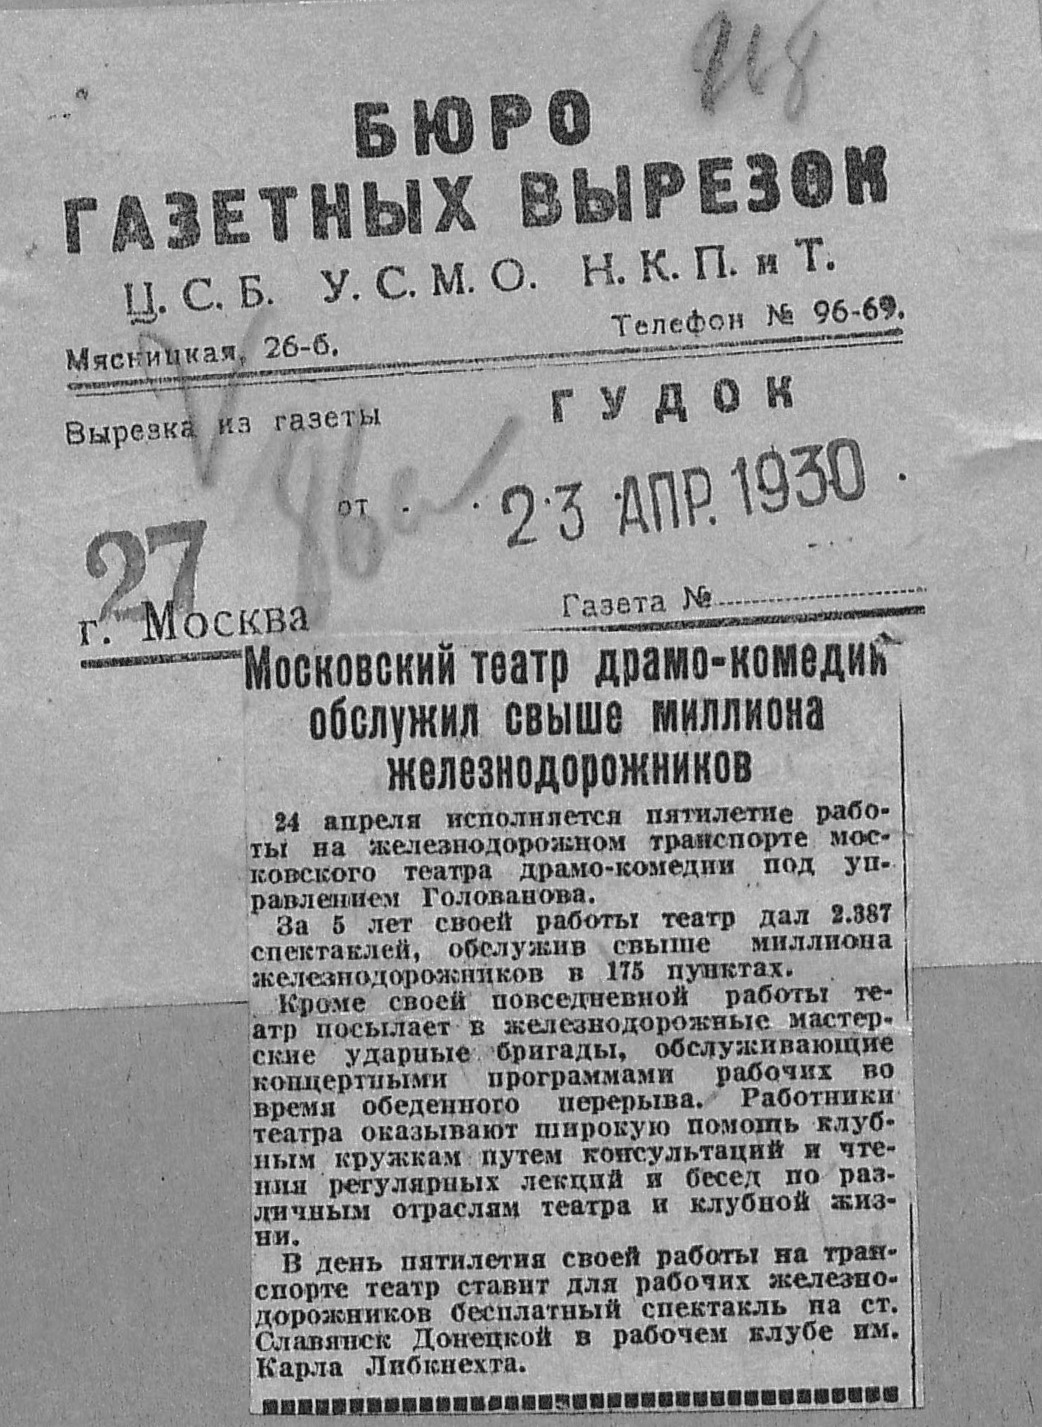 БЮРО
ГАЗЕТНЫХ ВЫРЕЗОК
Ц.С.Б. У.С.М.О. Н.К.П. и Т.
Мясницкая, 26-б. Телефон № 96-69.
Вырезка из газеты ГУДОК
от 23 АПР. 1930
27
г. Москва Газета №
Московский театр драмо-комедии
обслужил свыше миллиона
железнодорожников
24 апреля исполняется пятилетие рабо-
ты на железнодорожном транспорте мос-
ковского театра драмо-комедии под уп-
равлением Голованова.
За 5 лет своей работы театр дал 2.387
спектаклей, обслужив свыше миллиона
железнодорожников в 175 пунктах.
Кроме своей повседневной работы те-
атр посылает в железнодорожные мастер-
ские ударные бригады, обслуживающие
концертными программами рабочих во
время обеденного перерыва. Работники
театра оказывают широкую помощь клуб-
ным кружкам путем консультаций и чте-
ния регулярных лекций и бесед по раз-
личным отраслям театра и клубной жиз-
ни.
В день пятилетия своей работы на тран-
спорте театр ставит для рабочих железно-
дорожников бесплатный спектакль на ст.
Славянск Донецкой в рабочем клубе им.
Карла Либкнехта.